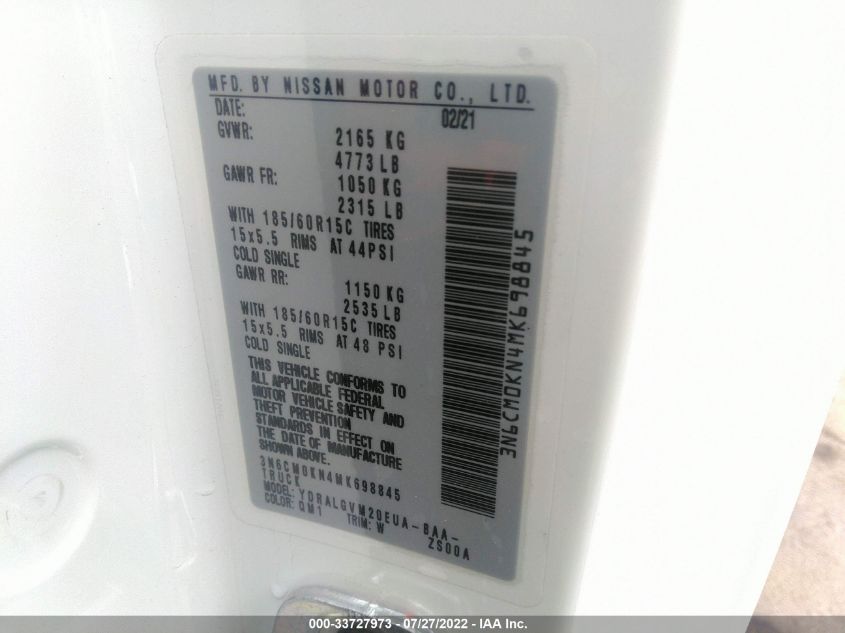 MFD. BY NISSAN MOTOR CO., LTD.
DATE: 02/21
GVWR: 2165 KG
4773 LB
GAWR FR: 1050 KG
2315 LB
WITH 185/60R15C TIRES
15x5.5 RIMS AT 44PSI
COLD SINGLE
GAWR RR: 1150 KG
2535 LB
WITH 185/60R15C TIRES
15x5.5 RIMS AT 48 PSI
COLD SINGLE
THIS VEHICLE CONFORMS TO
ALL APPLICABLE FEDERAL
MOTOR VEHICLE SAFETY AND
THEFT PREVENTION
STANDARDS IN EFFECT ON
THE DATE OF MANUFACTURE
SHOWN ABOVE.
3N6CM0KN4MK698845
TRUCK
MODEL: YDRALGVM20EUA-BAA-
ZS00A
COLOR: QM1 TRIM: W
3N6CM0KN4MK698845
000-33727973 / 07/27/2022 - IAA Inc.